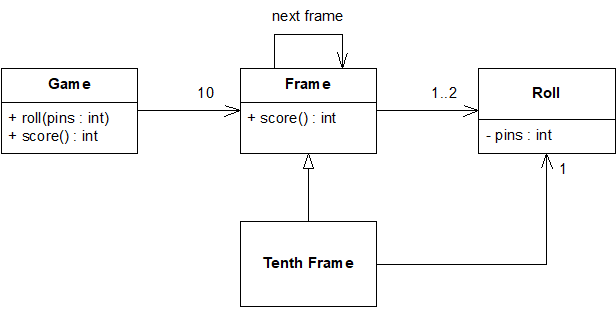 next frame
Game
+ roll(pins : int)
+ score() : int
10
Frame
+ score() : int
1..2
Roll
- pins : int
1
Tenth Frame